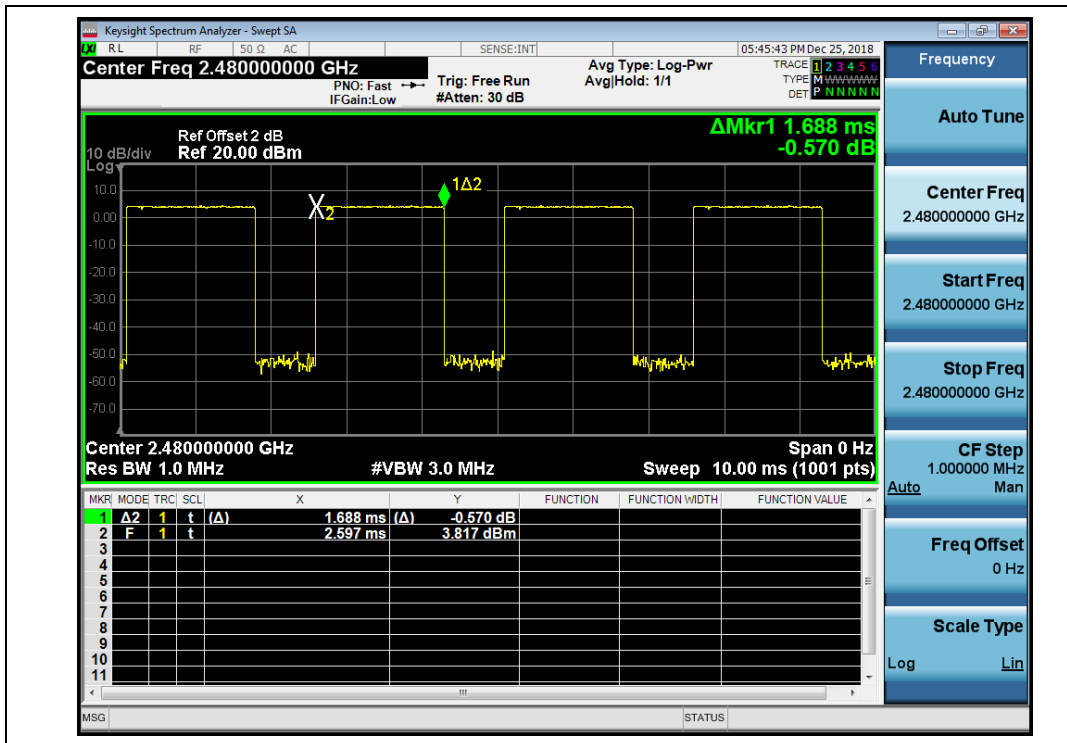 Keysight Spectrum Analyzer - Swept SA
LXI RL RF 50 Ω AC SENSE:INT 05:45:43 PM Dec 25, 2018
Center Freq 2.480000000 GHz
PNO: Fast
IFGain:Low
Trig: Free Run
#Atten: 30 dB
Avg Type: Log-Pwr
Avg|Hold: 1/1
TRACE 1 2 3 4 5 6
TYPE M WWWWW
DET P N N N N N
ΔMkr1 1.688 ms
-0.570 dB
Ref Offset 2 dB
10 dB/div Ref 20.00 dBm
Log
10.0
0.00
-10.0
-20.0
-30.0
-40.0
-50.0
-60.0
-70.0
X2
1Δ2
Center 2.480000000 GHz Span 0 Hz
Res BW 1.0 MHz #VBW 3.0 MHz Sweep 10.00 ms (1001 pts)
MKR MODE TRC SCL X Y FUNCTION FUNCTION WIDTH FUNCTION VALUE
1 Δ2 1 t (Δ) 1.688 ms (Δ) -0.570 dB
2 F 1 t 2.597 ms 3.817 dBm
3
4
5
6
7
8
9
10
11
MSG STATUS
Frequency
Auto Tune
Center Freq
2.480000000 GHz
Start Freq
2.480000000 GHz
Stop Freq
2.480000000 GHz
CF Step
1.000000 MHz
Auto Man
Freq Offset
0 Hz
Scale Type
Log Lin